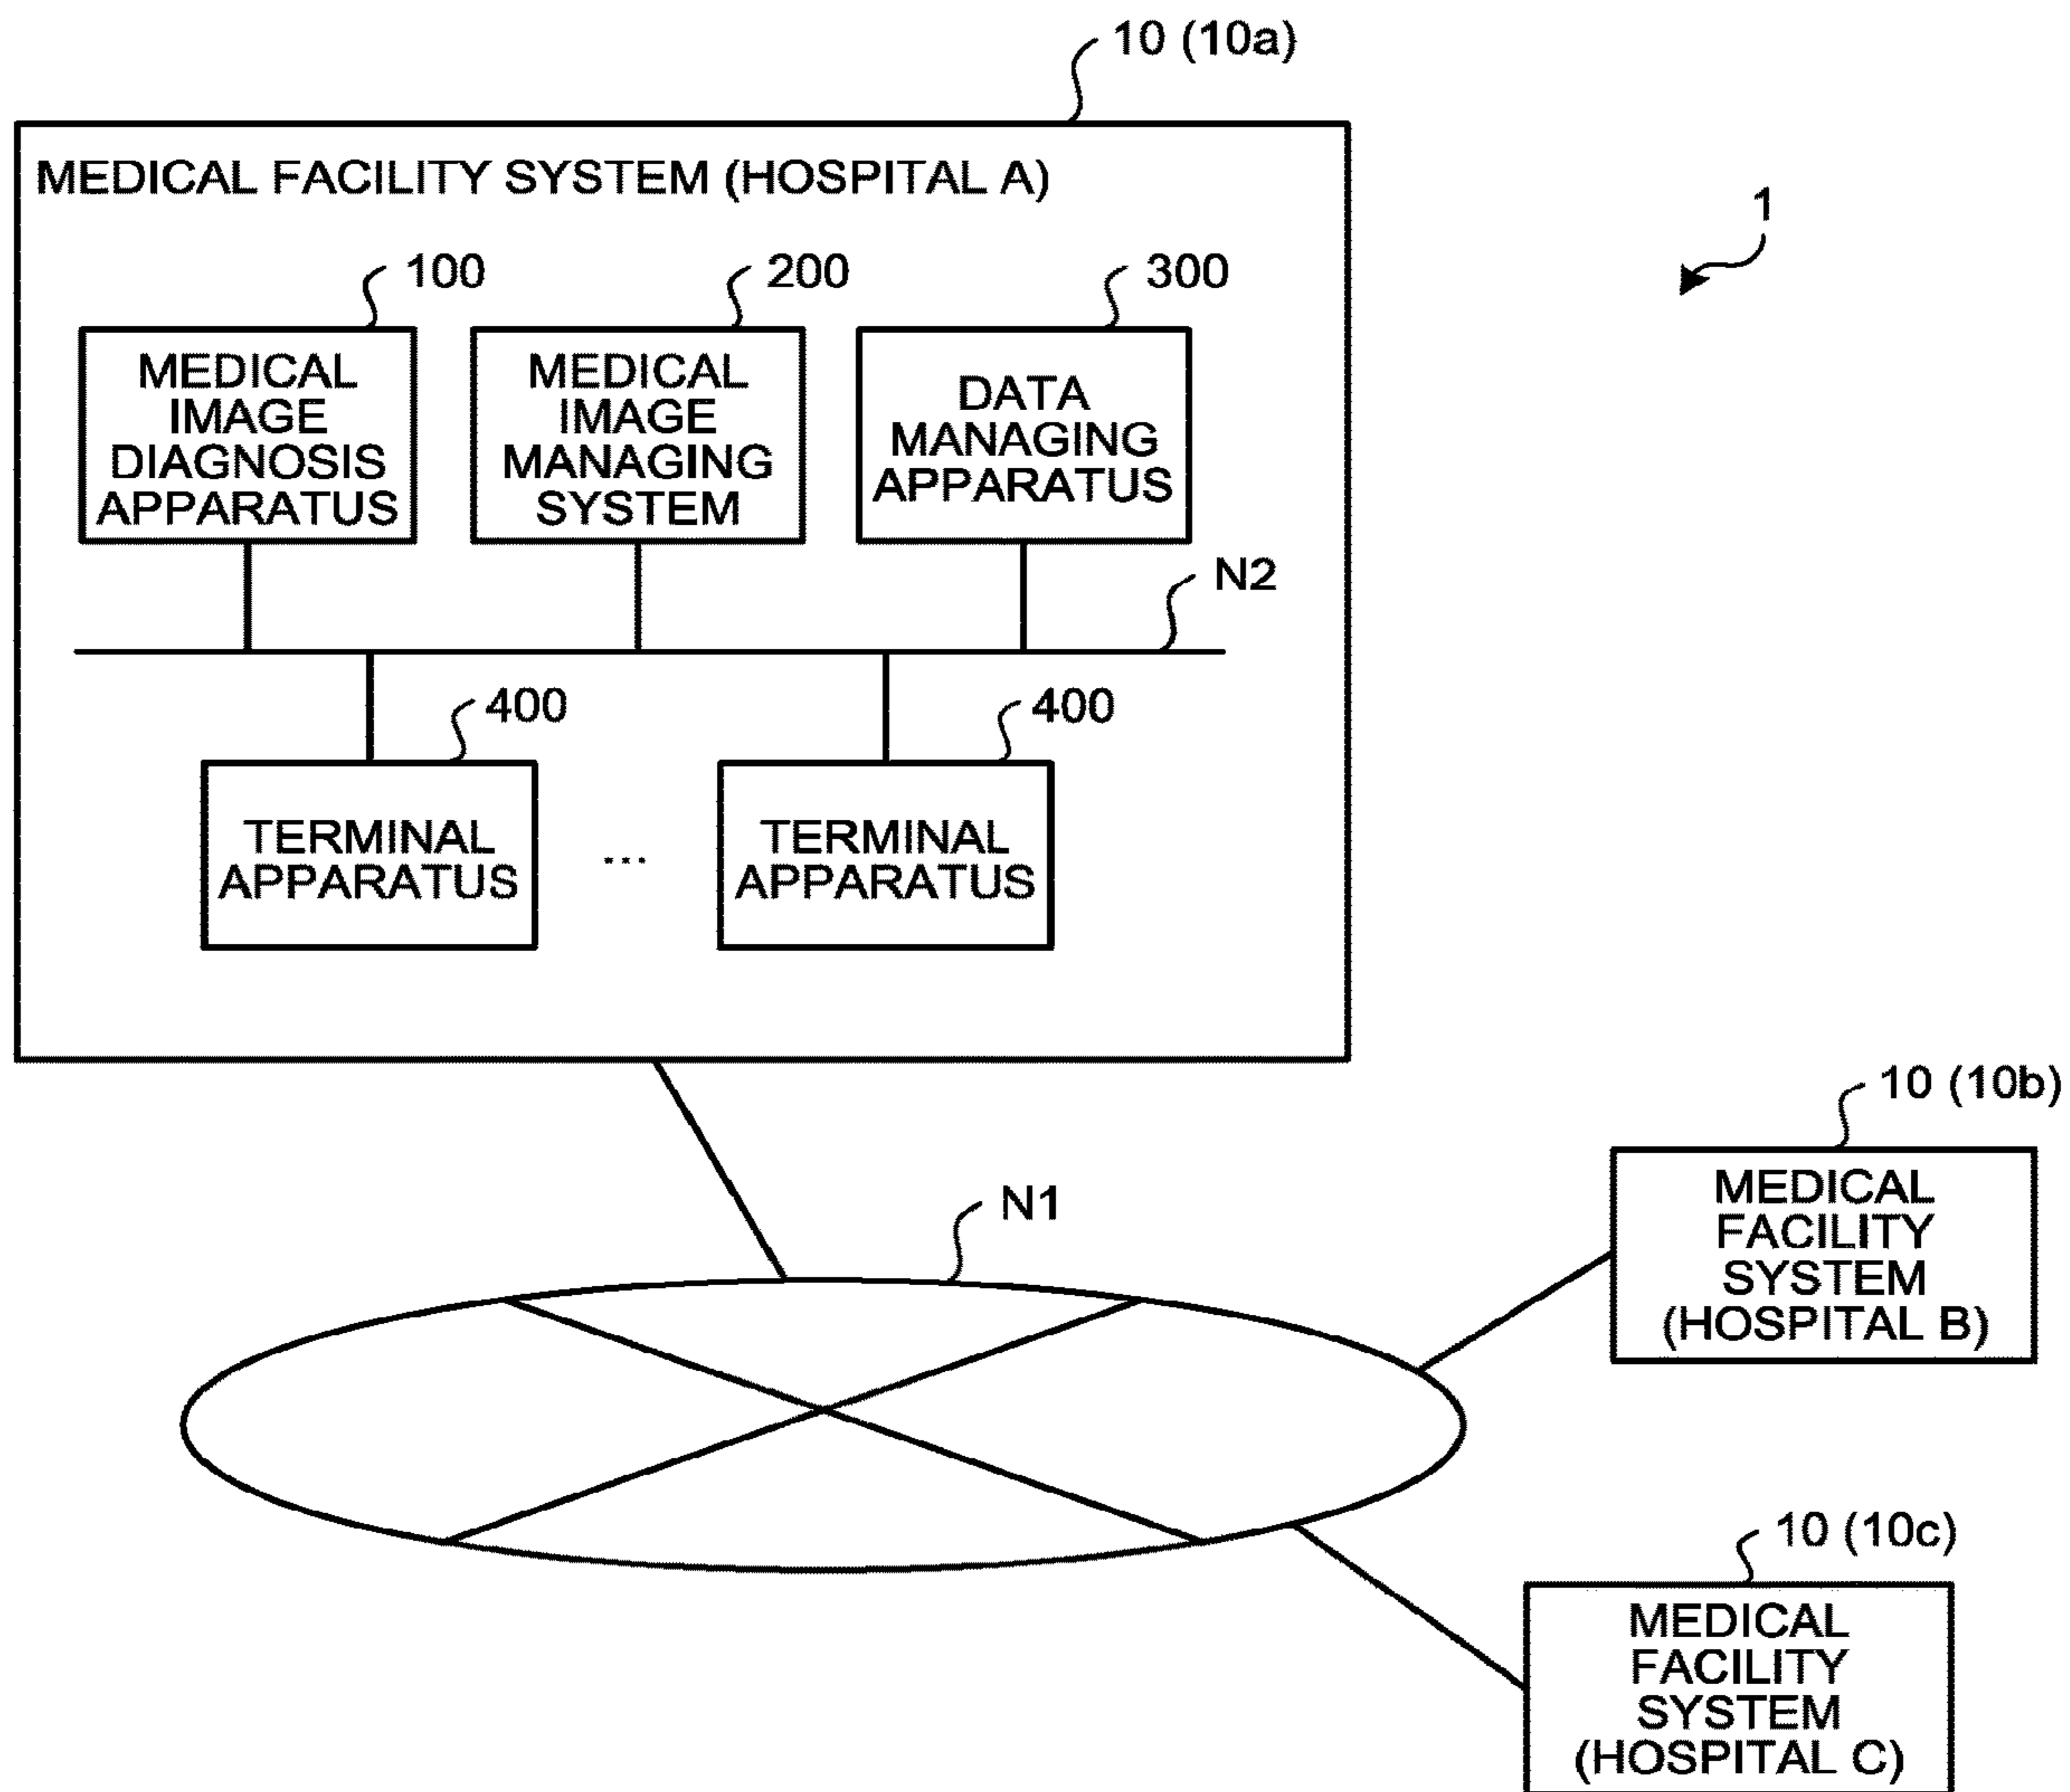 10 (10a)
MEDICAL FACILITY SYSTEM (HOSPITAL A)
1
100
200
300
MEDICAL
IMAGE
DIAGNOSIS
APPARATUS
MEDICAL
IMAGE
MANAGING
SYSTEM
DATA
MANAGING
APPARATUS
N2
400
400
TERMINAL
APPARATUS
...
TERMINAL
APPARATUS
10 (10b)
MEDICAL
FACILITY
SYSTEM
(HOSPITAL B)
N1
10 (10c)
MEDICAL
FACILITY
SYSTEM
(HOSPITAL C)